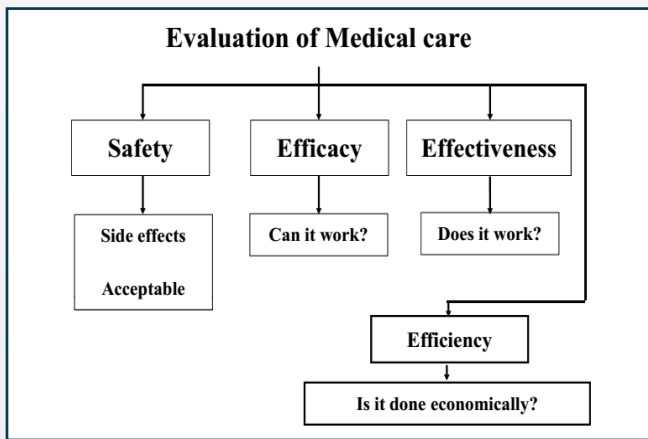 Evaluation of Medical care
Safety
Efficacy
Effectiveness
Side effects
Acceptable
Can it work?
Does it work?
Efficiency
Is it done economically?